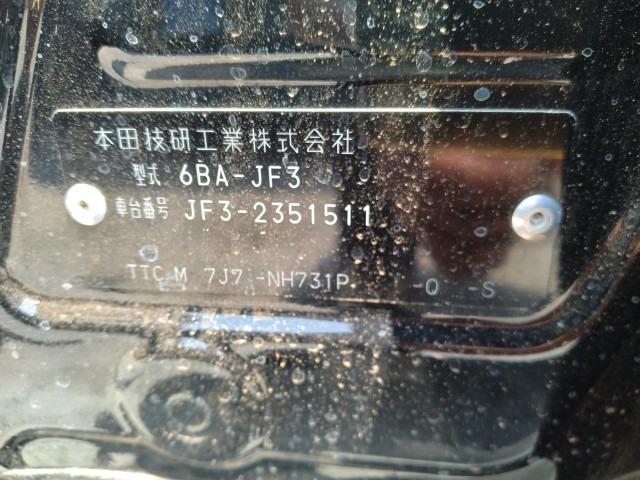 本田技研工業株式会社
型式 6BA-JF3
車台番号 JF3-2351511
TTC M 7J7 -NH731P -0 -S